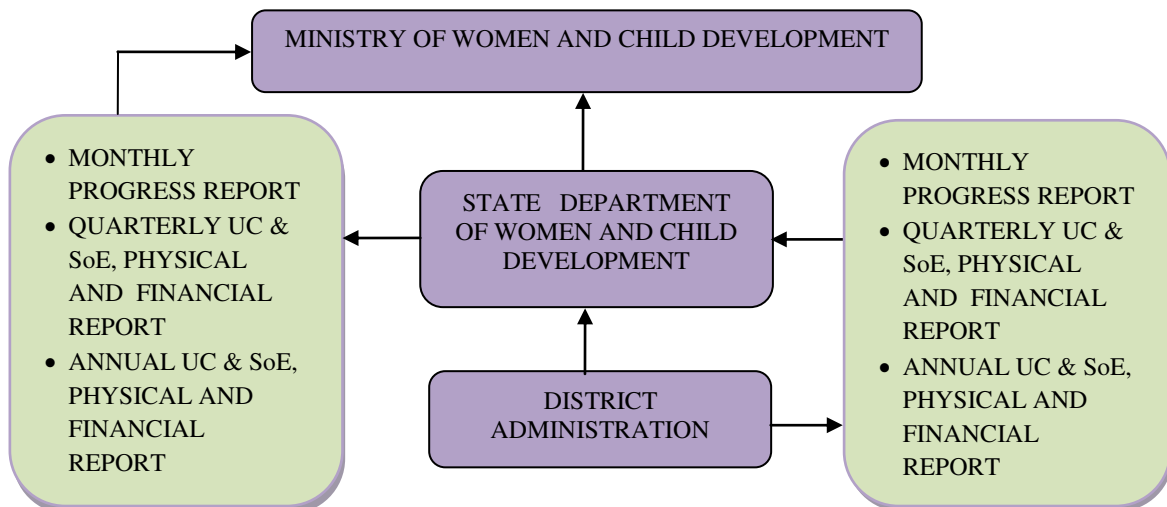 MINISTRY OF WOMEN AND CHILD DEVELOPMENT
• MONTHLY
PROGRESS REPORT
• QUARTERLY UC &
SoE, PHYSICAL
AND FINANCIAL
REPORT
• ANNUAL UC & SoE,
PHYSICAL AND
FINANCIAL
REPORT
STATE DEPARTMENT
OF WOMEN AND CHILD
DEVELOPMENT
DISTRICT
ADMINISTRATION
• MONTHLY
PROGRESS REPORT
• QUARTERLY UC &
SoE, PHYSICAL
AND FINANCIAL
REPORT
• ANNUAL UC & SoE,
PHYSICAL AND
FINANCIAL
REPORT